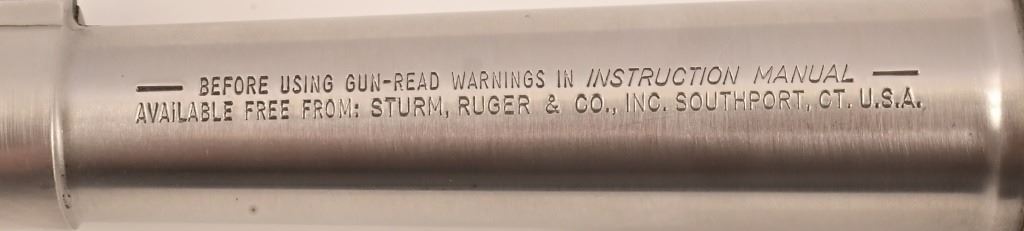 — BEFORE USING GUN-READ WARNINGS IN INSTRUCTION MANUAL —
AVAILABLE FREE FROM: STURM, RUGER & CO., INC. SOUTHPORT, CT. U.S.A.